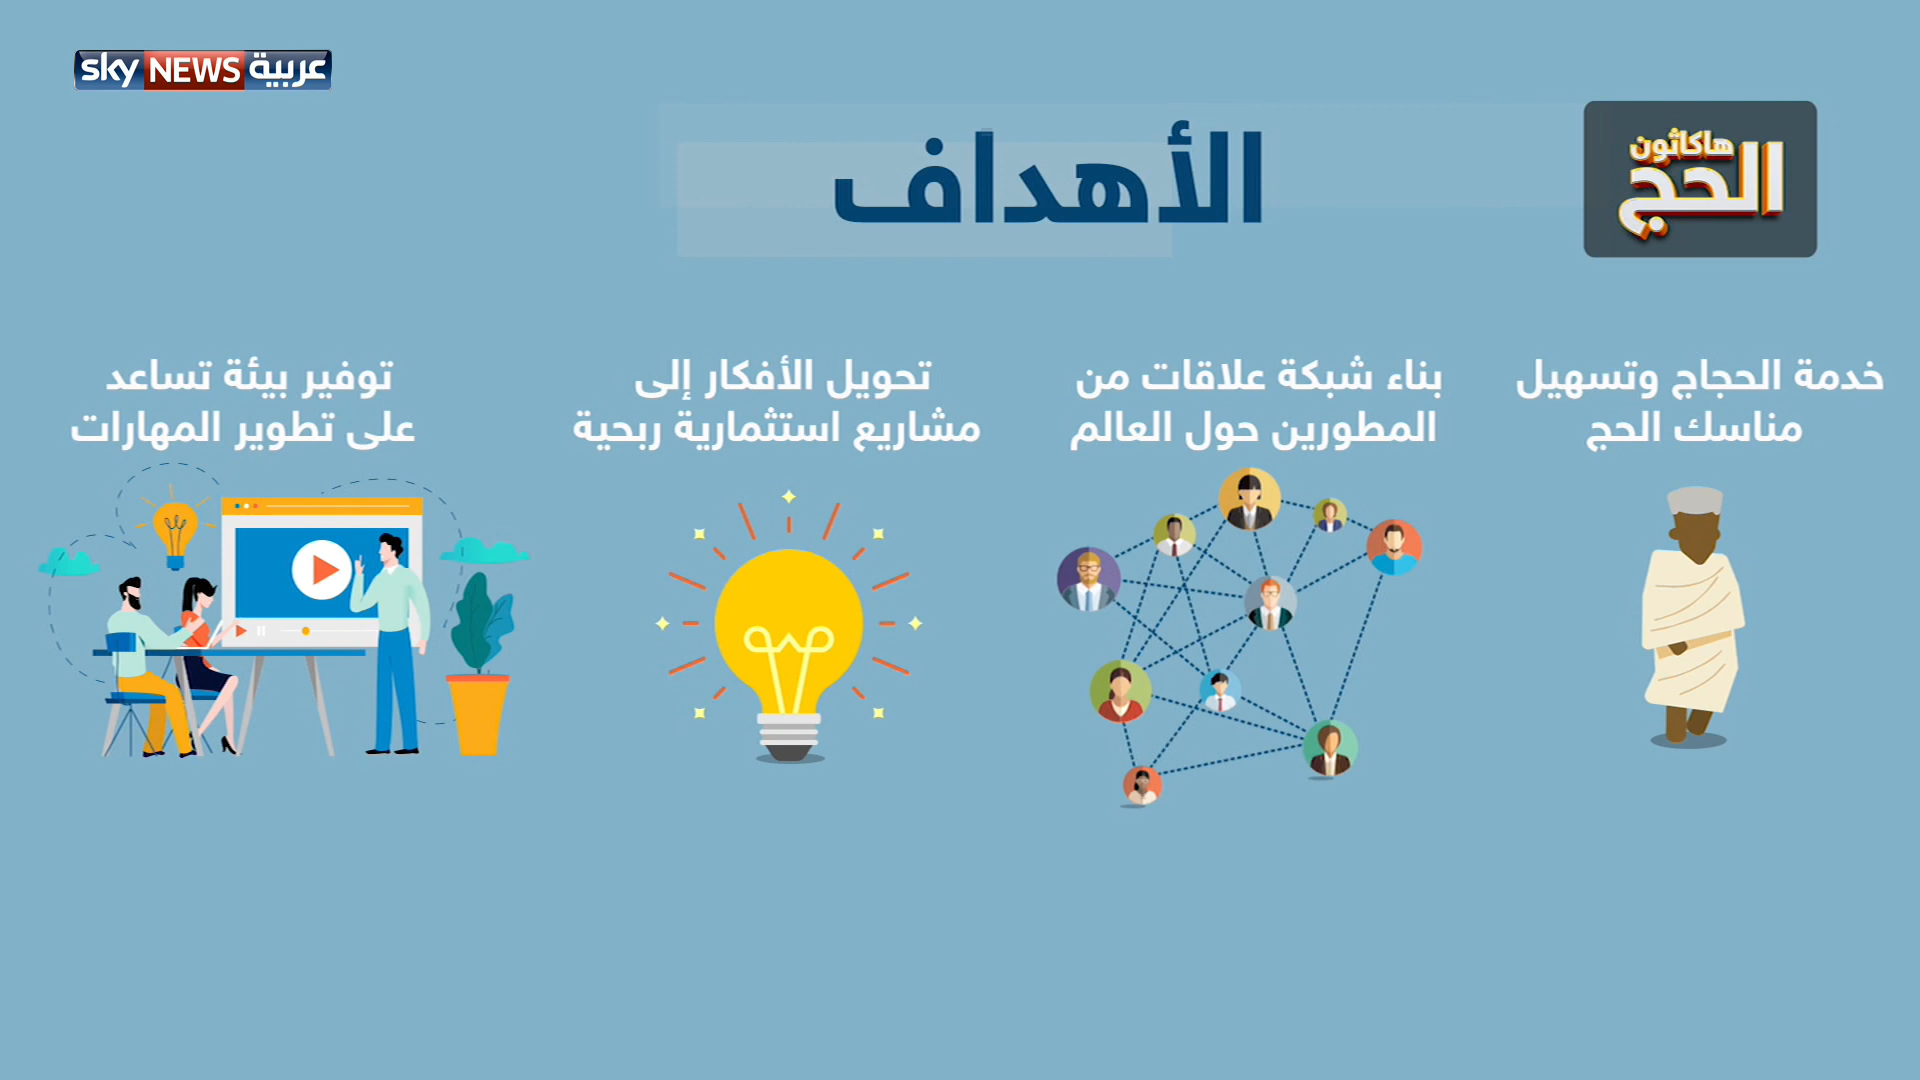 sky NEWS عربية
هاكاثون
الحج
الأهداف
خدمة الحجاج وتسهيل
مناسك الحج
بناء شبكة علاقات من
المطورين حول العالم
تحويل الأفكار إلى
مشاريع استثمارية ربحية
توفير بيئة تساعد
على تطوير المهارات